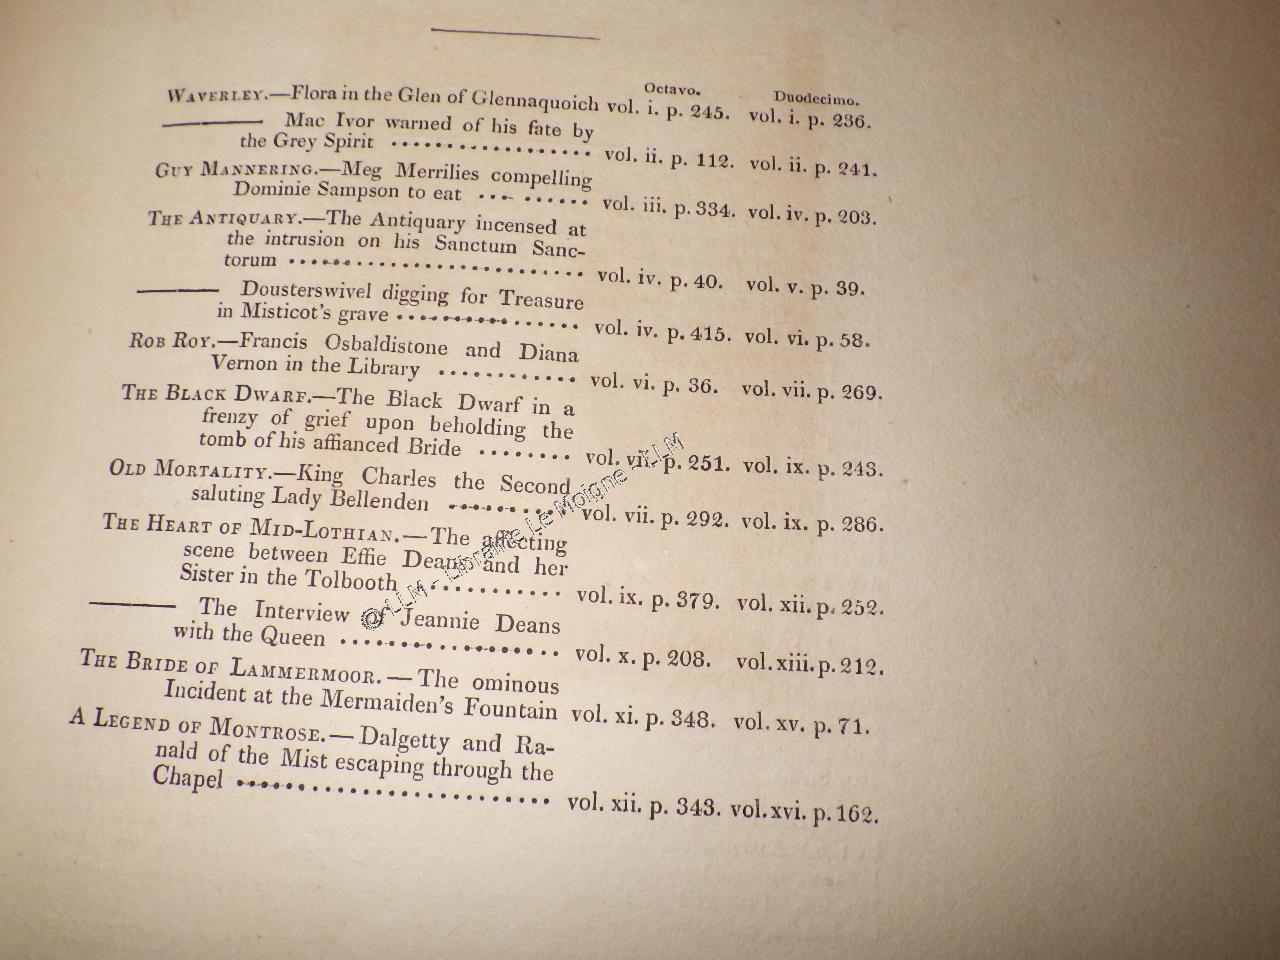 Octavo. Duodecimo.
WAVERLEY.—Flora in the Glen of Glennaquoich vol. i. p. 245. vol. i. p. 236.
——— Mac Ivor warned of his fate by
the Grey Spirit .................. vol. ii. p. 112. vol. ii. p. 241.
GUY MANNERING.—Meg Merrilies compelling
Dominie Sampson to eat .... ...... vol. iii. p. 334. vol. iv. p. 203.
THE ANTIQUARY.—The Antiquary incensed at
the intrusion on his Sanctum Sanc-
torum .......................... vol. iv. p. 40. vol. v. p. 39.
——— Dousterswivel digging for Treasure
in Misticot's grave ................ vol. iv. p. 415. vol. vi. p. 58.
ROB ROY.—Francis Osbaldistone and Diana
Vernon in the Library ............ vol. vi. p. 36. vol. vii. p. 269.
THE BLACK DWARF.—The Black Dwarf in a
frenzy of grief upon beholding the
tomb of his affianced Bride ........ vol. vii. p. 251. vol. ix. p. 243.
OLD MORTALITY.—King Charles the Second
saluting Lady Bellenden ........... vol. vii. p. 292. vol. ix. p. 286.
THE HEART OF MID-LOTHIAN.—The affecting
scene between Effie Deans and her
Sister in the Tolbooth ............. vol. ix. p. 379. vol. xii. p. 252.
——— The Interview of Jeannie Deans
with the Queen .................. vol. x. p. 208. vol. xiii. p. 212.
THE BRIDE OF LAMMERMOOR.—The ominous
Incident at the Mermaiden's Fountain vol. xi. p. 348. vol. xv. p. 71.
A LEGEND OF MONTROSE.—Dalgetty and Ra-
nald of the Mist escaping through the
Chapel .......................... vol. xii. p. 343. vol. xvi. p. 162.
@ LLM - Librairie Le Moigne - LLM